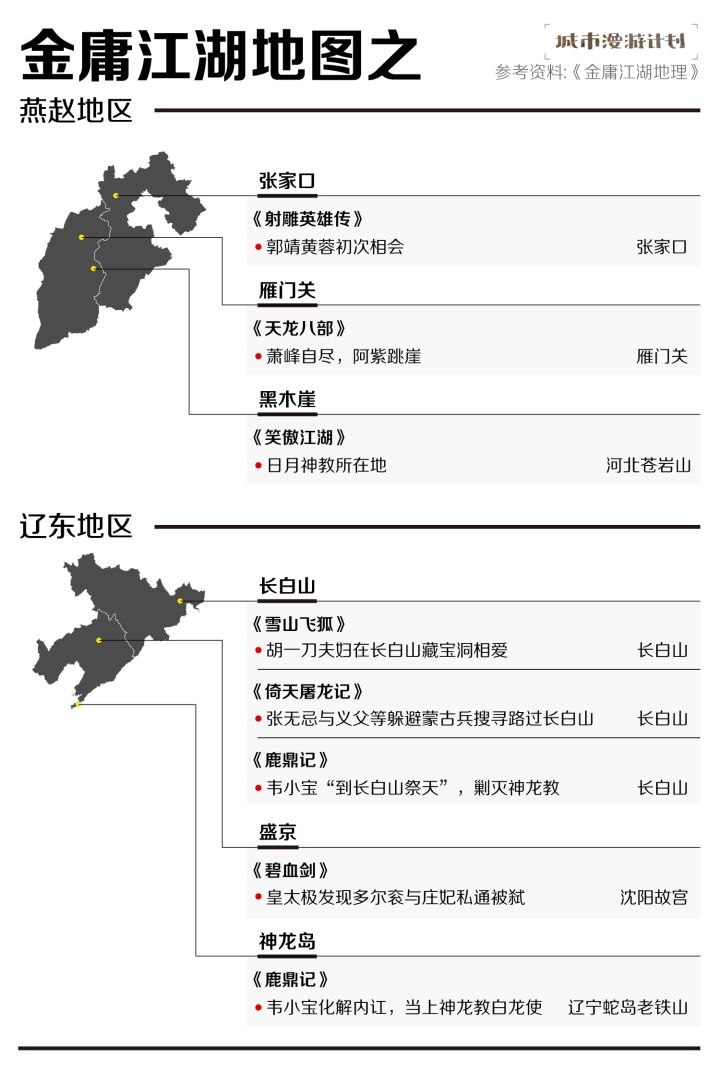 金庸江湖地图之
城市漫游计划
参考资料:《金庸江湖地理》
燕赵地区
张家口
《射雕英雄传》
郭靖黄蓉初次相会 张家口
雁门关
《天龙八部》
萧峰自尽，阿紫跳崖 雁门关
黑木崖
《笑傲江湖》
日月神教所在地 河北苍岩山
辽东地区
长白山
《雪山飞狐》
胡一刀夫妇在长白山藏宝洞相爱 长白山
《倚天屠龙记》
张无忌与义父等躲避蒙古兵搜寻路过长白山 长白山
《鹿鼎记》
韦小宝“到长白山祭天”，剿灭神龙教 长白山
盛京
《碧血剑》
皇太极发现多尔衮与庄妃私通被弑 沈阳故宫
神龙岛
《鹿鼎记》
韦小宝化解内讧，当上神龙教白龙使 辽宁蛇岛老铁山